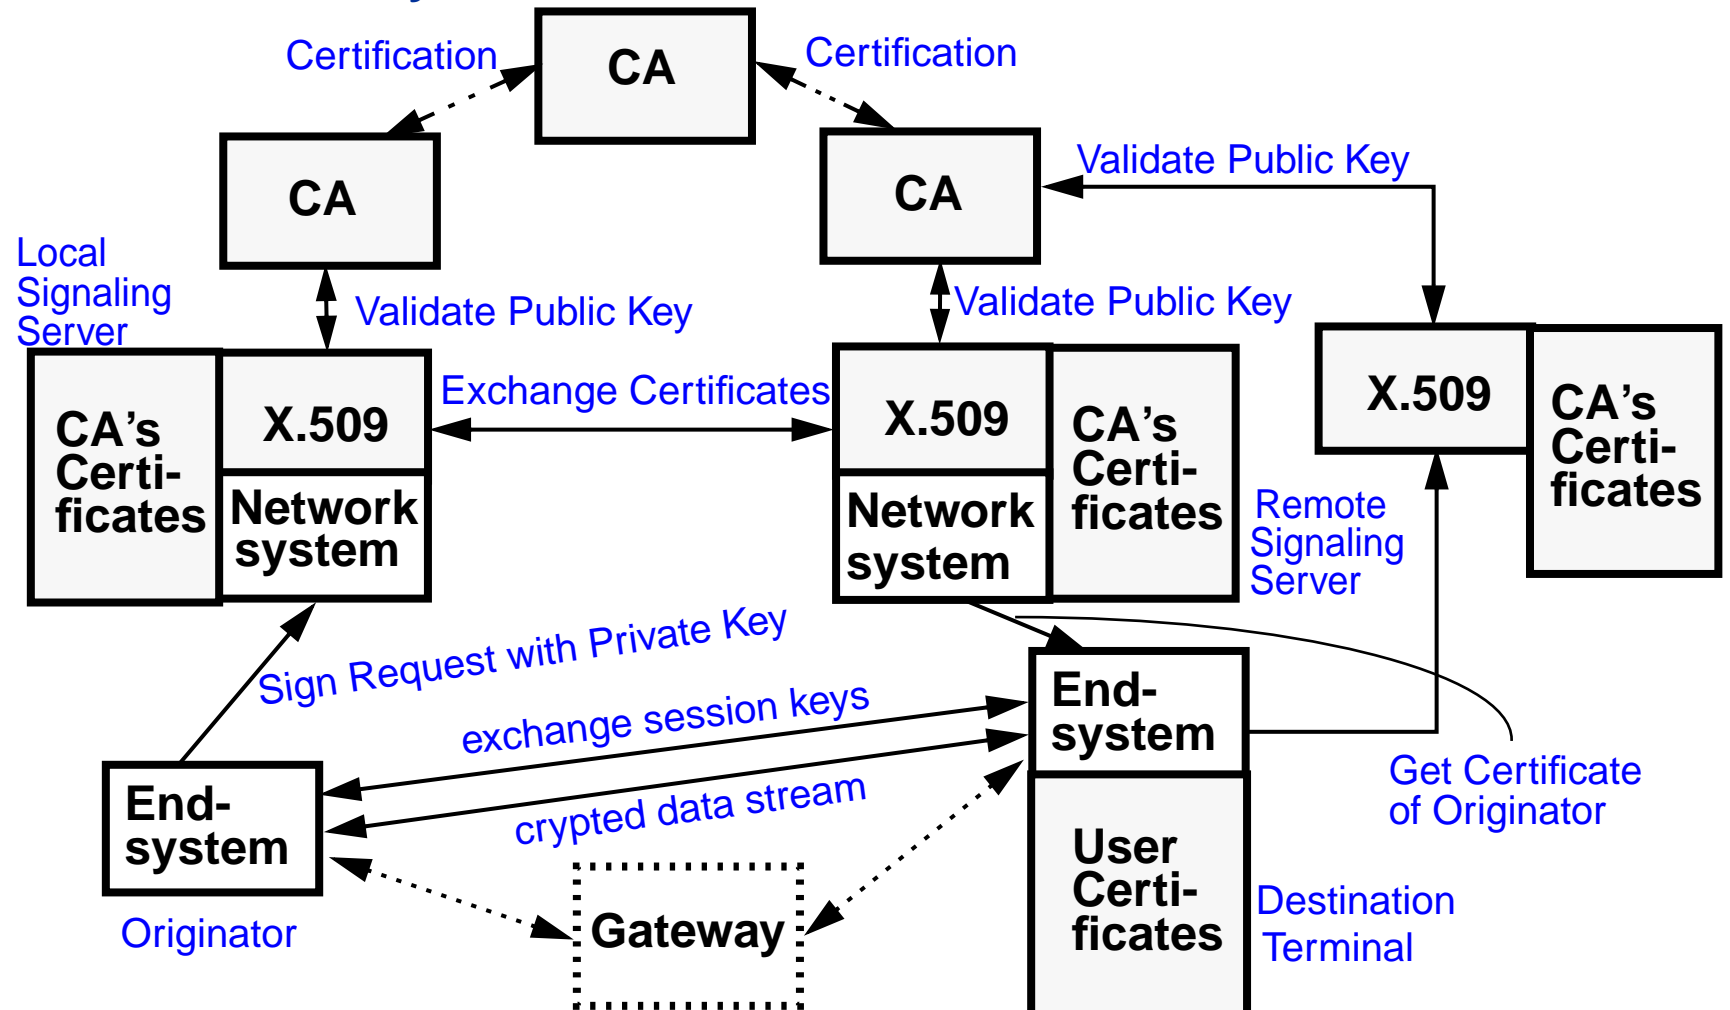 Certification
CA
Certification
CA
CA
Validate Public Key
Local
Signaling
Server
Validate Public Key
Validate Public Key
CA's
Certi-
ficates
X.509
Network
system
Exchange Certificates
X.509
Network
system
CA's
Certi-
ficates
Remote
Signaling
Server
X.509
CA's
Certi-
ficates
Sign Request with Private Key
exchange session keys
crypted data stream
End-
system
Originator
Gateway
End-
system
User
Certi-
ficates
Get Certificate
of Originator
Destination
Terminal